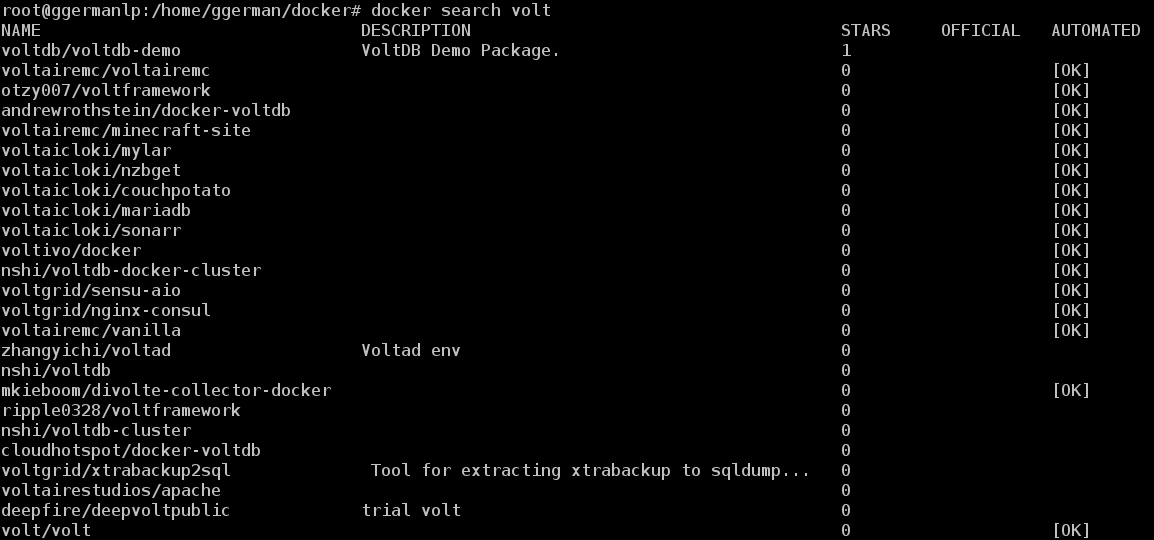 root@ggermanlp:/home/ggerman/docker# docker search volt
NAME DESCRIPTION STARS OFFICIAL AUTOMATED
voltdb/voltdb-demo VoltDB Demo Package. 1
voltairemc/voltairemc 0 [OK]
otzy007/voltframework 0 [OK]
andrewrothstein/docker-voltdb 0 [OK]
voltairemc/minecraft-site 0 [OK]
voltaicloki/mylar 0 [OK]
voltaicloki/nzbget 0 [OK]
voltaicloki/couchpotato 0 [OK]
voltaicloki/mariadb 0 [OK]
voltaicloki/sonarr 0 [OK]
voltivo/docker 0 [OK]
nshi/voltdb-docker-cluster 0 [OK]
voltgrid/sensu-aio 0 [OK]
voltgrid/nginx-consul 0 [OK]
voltairemc/vanilla 0 [OK]
zhangyichi/voltad Voltad env 0
nshi/voltdb 0
mkieboom/divolte-collector-docker 0 [OK]
ripple0328/voltframework 0
nshi/voltdb-cluster 0
cloudhotspot/docker-voltdb 0
voltgrid/xtrabackup2sql Tool for extracting xtrabackup to sqldump... 0
voltairestudios/apache 0
deepfire/deepvoltpublic trial volt 0
volt/volt 0 [OK]